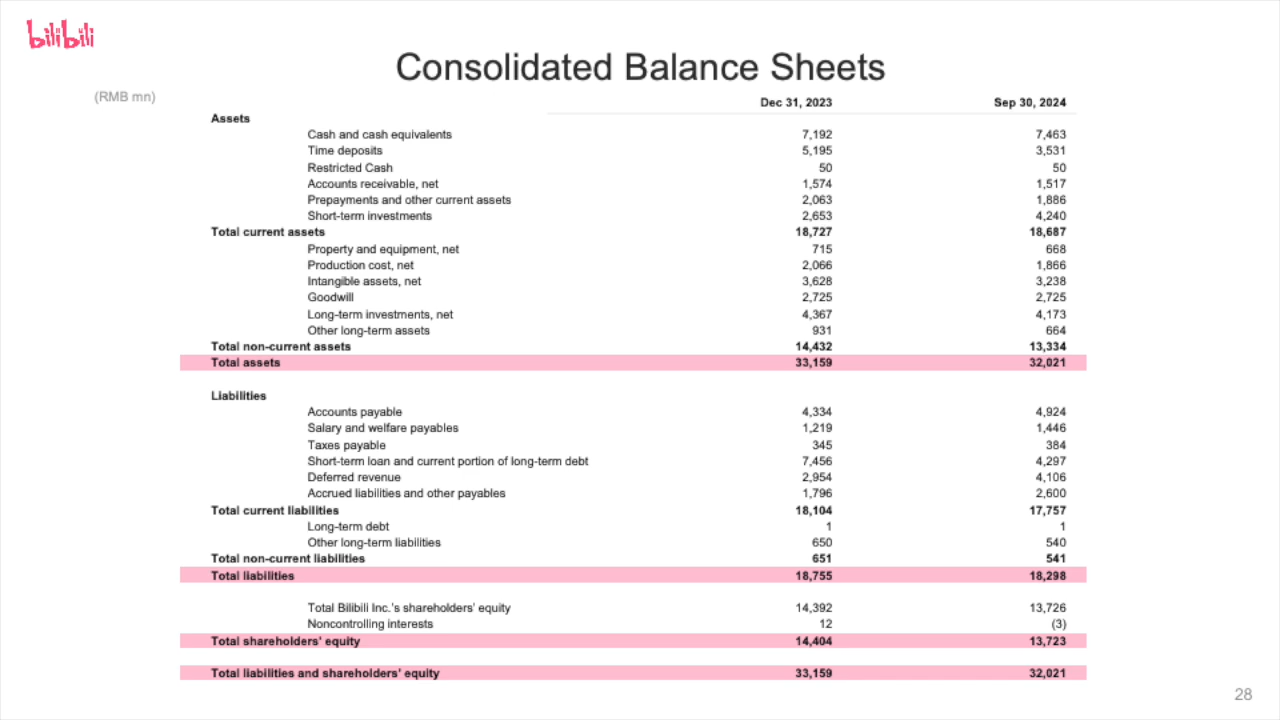 bilibili
Consolidated Balance Sheets
(RMB mn)
Dec 31, 2023 Sep 30, 2024
Assets
Cash and cash equivalents 7,192 7,463
Time deposits 5,195 3,531
Restricted Cash 50 50
Accounts receivable, net 1,574 1,517
Prepayments and other current assets 2,063 1,886
Short-term investments 2,653 4,240
Total current assets 18,727 18,687
Property and equipment, net 715 668
Production cost, net 2,066 1,866
Intangible assets, net 3,628 3,238
Goodwill 2,725 2,725
Long-term investments, net 4,367 4,173
Other long-term assets 931 664
Total non-current assets 14,432 13,334
Total assets 33,159 32,021
Liabilities
Accounts payable 4,334 4,924
Salary and welfare payables 1,219 1,446
Taxes payable 345 384
Short-term loan and current portion of long-term debt 7,456 4,297
Deferred revenue 2,954 4,106
Accrued liabilities and other payables 1,796 2,600
Total current liabilities 18,104 17,757
Long-term debt 1 1
Other long-term liabilities 650 540
Total non-current liabilities 651 541
Total liabilities 18,755 18,298
Total Bilibili Inc.'s shareholders' equity 14,392 13,726
Noncontrolling interests 12 (3)
Total shareholders' equity 14,404 13,723
Total liabilities and shareholders' equity 33,159 32,021
28